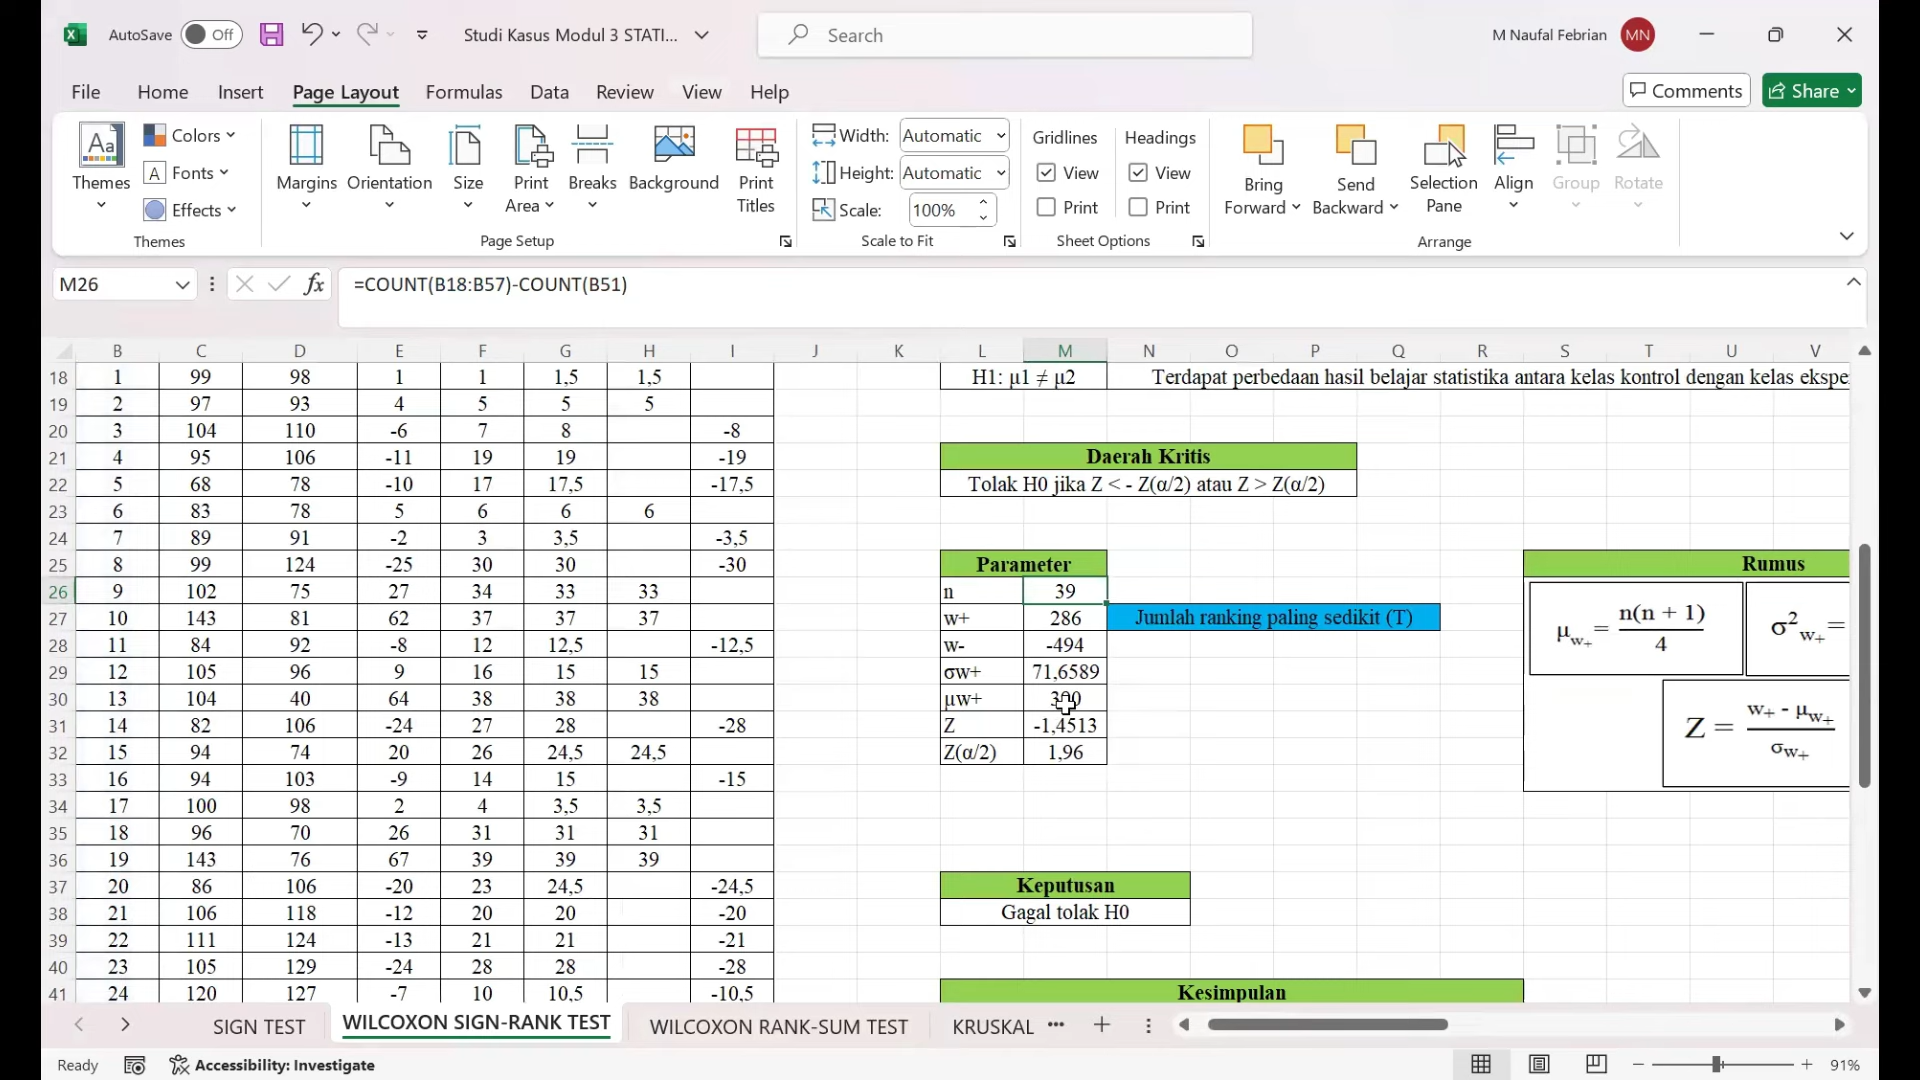 AutoSave Off Studi Kasus Modul 3 STATI... Search M Naufal Febrian MN
File Home Insert Page Layout Formulas Data Review View Help Comments Share
Aa Themes Colors Fonts Effects Margins Orientation Size Print Area Breaks Background Print Titles
Width: Automatic Height: Automatic Scale: 100%
Gridlines View Print Headings View Print
Bring Forward Send Backward Selection Pane Align Group Rotate
Themes Page Setup Scale to Fit Sheet Options Arrange
M26 fx =COUNT(B18:B57)-COUNT(B51)
B C D E F G H I J K L M N O P Q R S T U V
18 1 99 98 1 1 1,5 1,5 H1: μ1 ≠ μ2 Terdapat perbedaan hasil belajar statistika antara kelas kontrol dengan kelas ekspe
19 2 97 93 4 5 5 5
20 3 104 110 -6 7 8 -8
21 4 95 106 -11 19 19 -19 Daerah Kritis
22 5 68 78 -10 17 17,5 -17,5 Tolak H0 jika Z < - Z(α/2) atau Z > Z(α/2)
23 6 83 78 5 6 6 6
24 7 89 91 -2 3 3,5 -3,5
25 8 99 124 -25 30 30 -30 Parameter Rumus
26 9 102 75 27 34 33 33 n 39
27 10 143 81 62 37 37 37 w+ 286 Jumlah ranking paling sedikit (T)
28 11 84 92 -8 12 12,5 -12,5 w- -494
29 12 105 96 9 16 15 15 σw+ 71,6589
30 13 104 40 64 38 38 38 μw+
31 14 82 106 -24 27 28 -28 Z -1,4513
32 15 94 74 20 26 24,5 24,5 Z(α/2) 1,96
33 16 94 103 -9 14 15 -15
34 17 100 98 2 4 3,5 3,5
35 18 96 70 26 31 31 31
36 19 143 76 67 39 39 39
37 20 86 106 -20 23 24,5 -24,5 Keputusan
38 21 106 118 -12 20 20 -20 Gagal tolak H0
39 22 111 124 -13 21 21 -21
40 23 105 129 -24 28 28 -28
41 24 120 127 -7 10 10,5 -10,5 Kesimpulan
μw+ = n(n + 1) / 4 σ²w+ =
Z = w+ - μw+ / σw+
SIGN TEST WILCOXON SIGN-RANK TEST WILCOXON RANK-SUM TEST KRUSKAL ...
Ready Accessibility: Investigate 91%